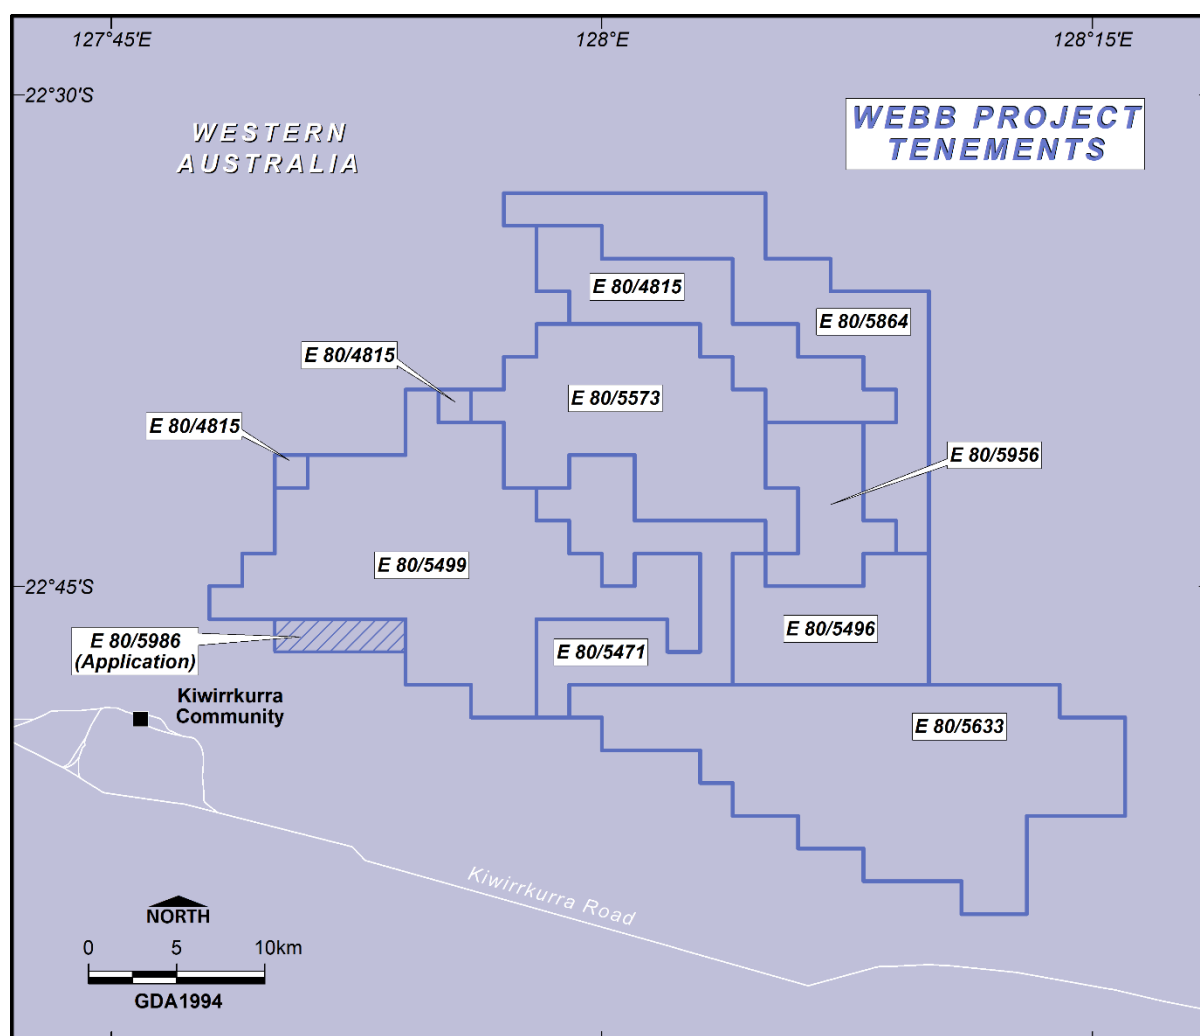 127°45'E
128°E
128°15'E
22°30'S
WESTERN
AUSTRALIA
WEBB PROJECT
TENEMENTS
E 80/4815
E 80/5864
E 80/4815
E 80/5573
E 80/4815
E 80/5956
E 80/5499
22°45'S
E 80/5496
E 80/5986
(Application)
E 80/5471
Kiwirrkurra
Community
E 80/5633
Kiwirrkurra Road
NORTH
0 5 10km
GDA1994